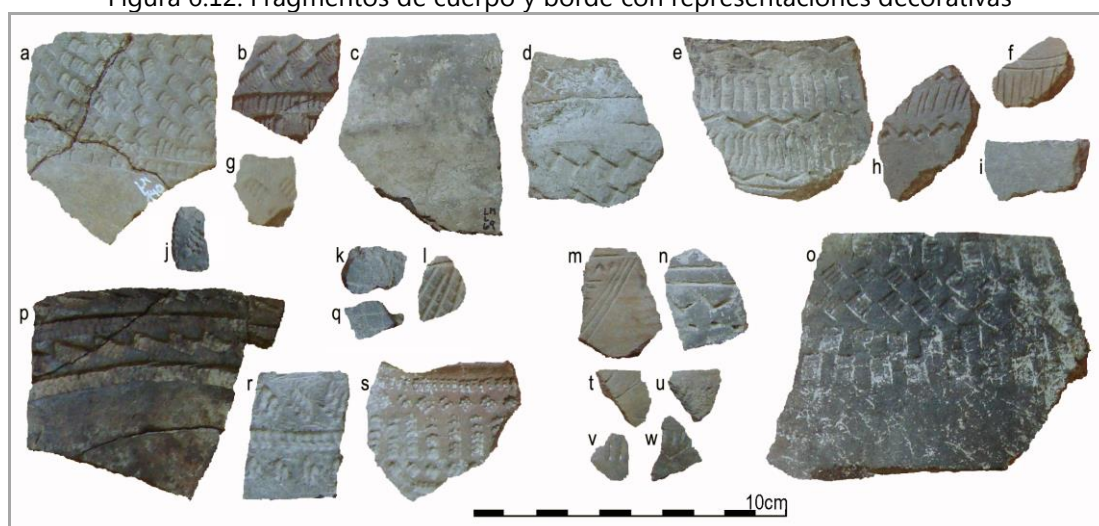 Figura 6.12. Fragmentos de cuerpo y borde con representaciones decorativas
a
b
c
d
e
f
g
h
i
j
k
l
m
n
o
p
q
r
s
t
u
v
w
10cm